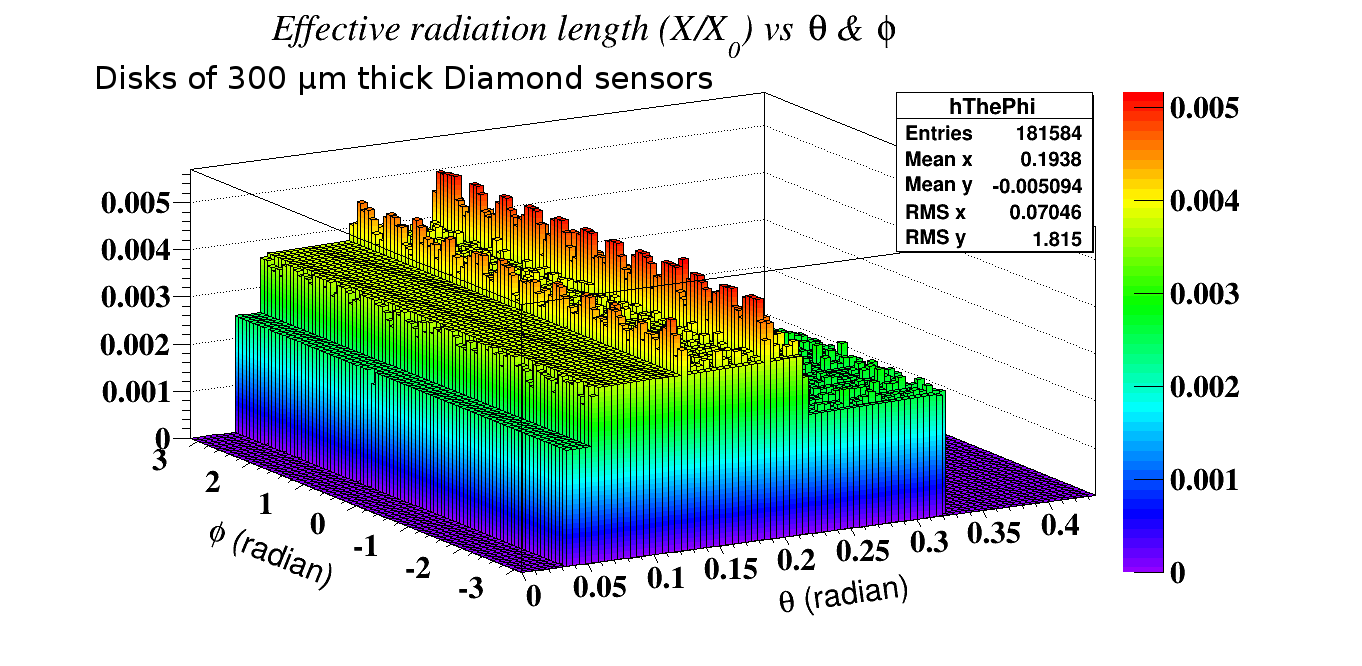 Effective radiation length (X/X0) vs θ & ϕ
Disks of 300 µm thick Diamond sensors
hThePhi
Entries 181584
Mean x 0.1938
Mean y -0.005094
RMS x 0.07046
RMS y 1.815
0.005
0.004
0.003
0.002
0.001
0
3
2
1
0
-1
-2
-3
ϕ (radian)
0
0.05
0.1
0.15
0.2
0.25
0.3
0.35
0.4
θ (radian)
0.005
0.004
0.003
0.002
0.001
0